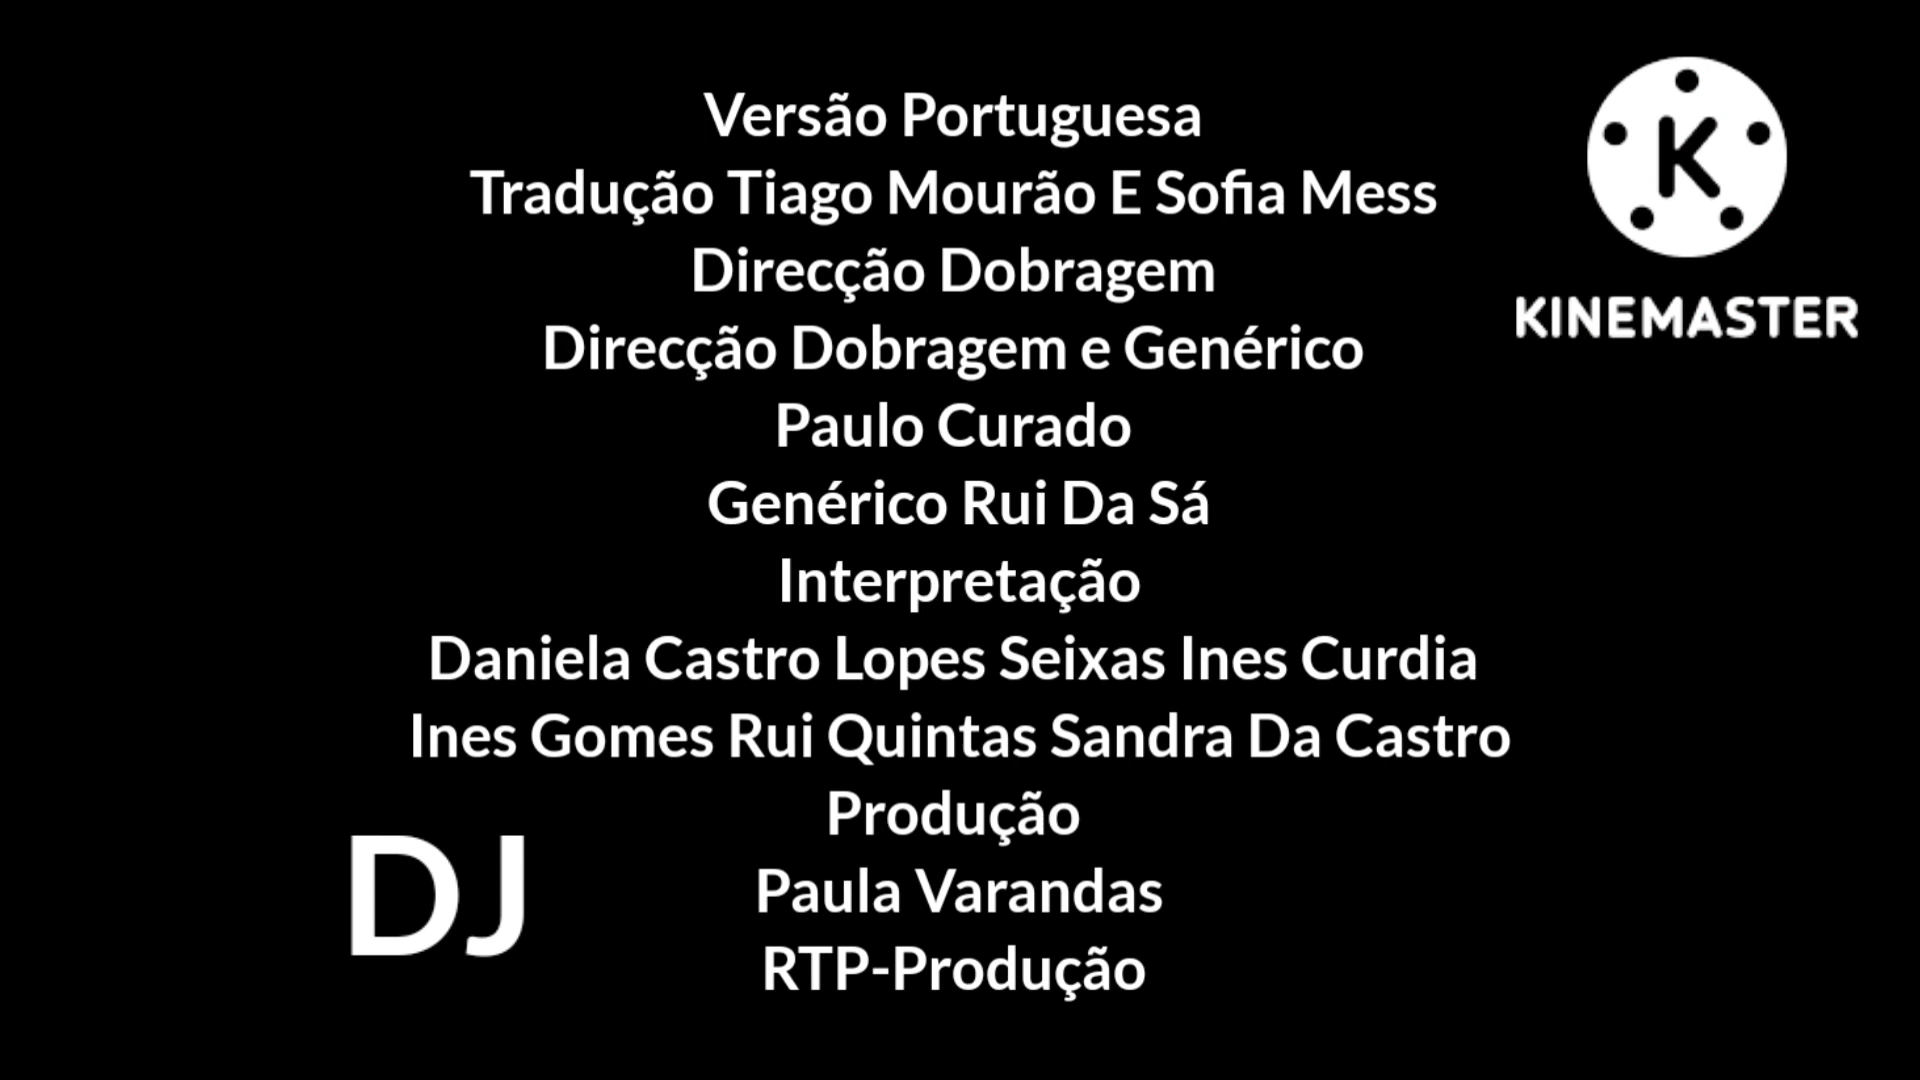 Versão Portuguesa
Tradução Tiago Mourão E Sofia Mess
Direcção Dobragem
Direcção Dobragem e Genérico
Paulo Curado
Genérico Rui Da Sá
Interpretação
Daniela Castro Lopes Seixas Ines Curdia
Ines Gomes Rui Quintas Sandra Da Castro
Produção
Paula Varandas
RTP-Produção
DJ
K
KINEMASTER